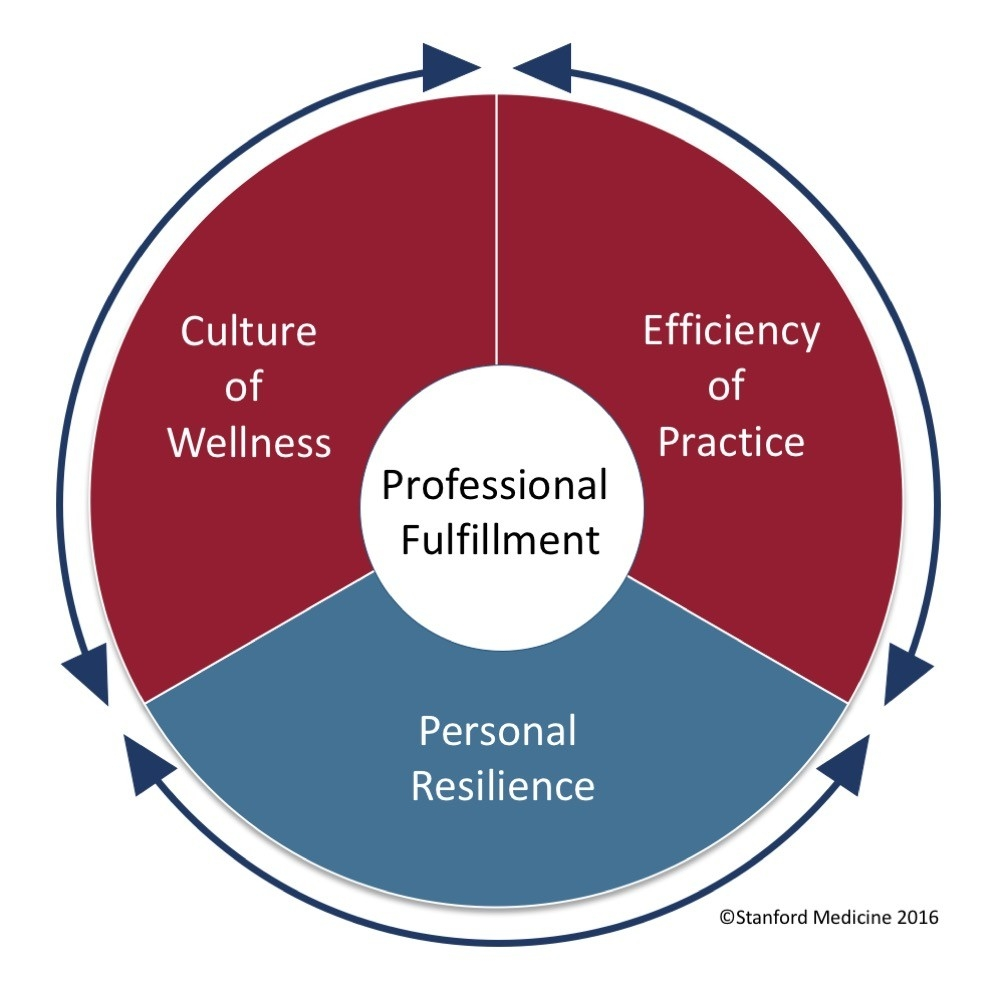 Culture
of
Wellness
Efficiency
of
Practice
Professional
Fulfillment
Personal
Resilience
©Stanford Medicine 2016